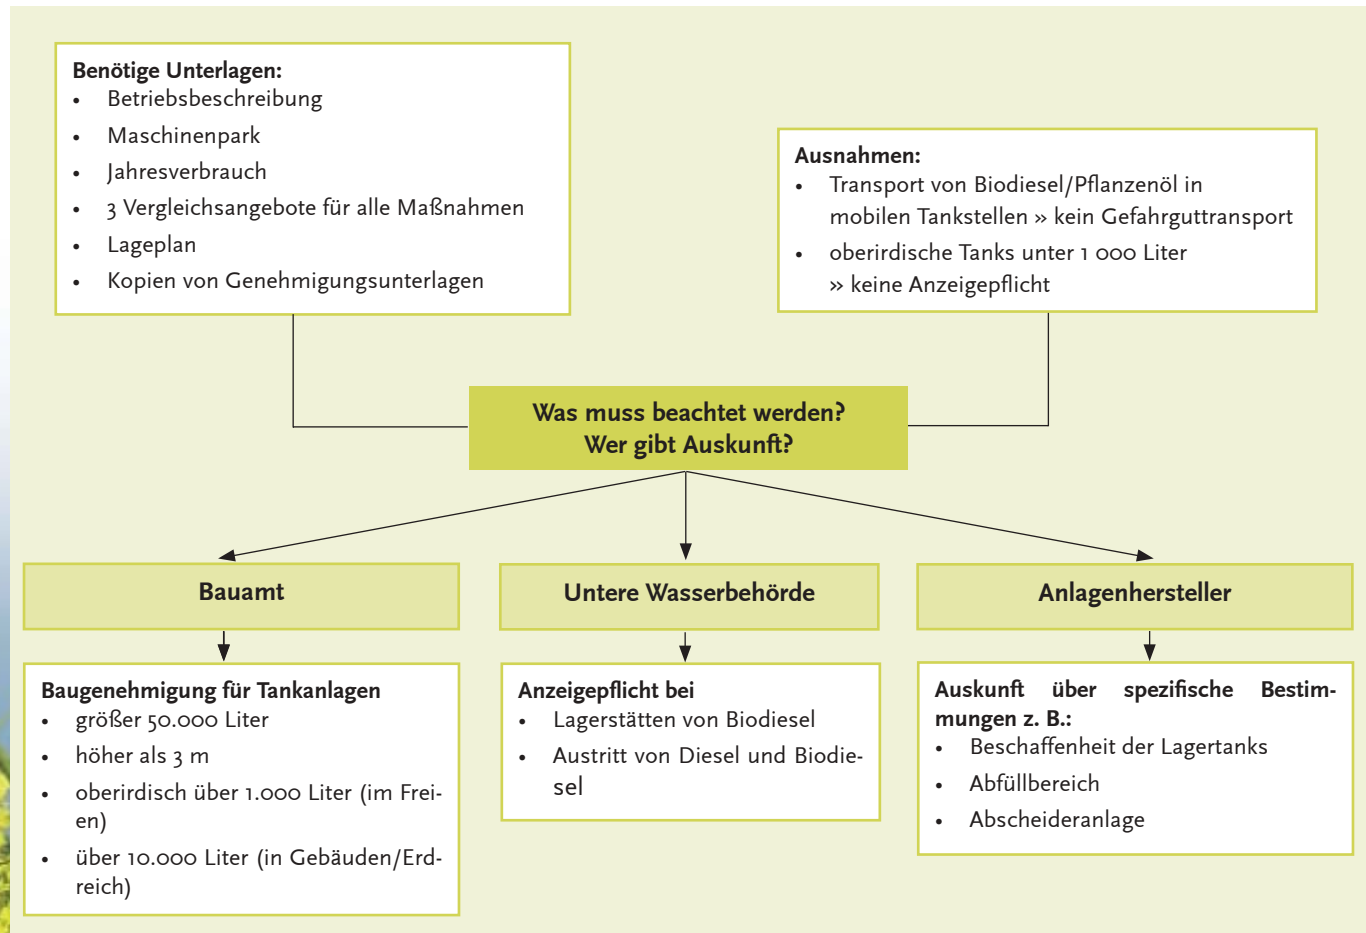 Benötige Unterlagen:
• Betriebsbeschreibung
• Maschinenpark
• Jahresverbrauch
• 3 Vergleichsangebote für alle Maßnahmen
• Lageplan
• Kopien von Genehmigungsunterlagen
Ausnahmen:
• Transport von Biodiesel/Pflanzenöl in
mobilen Tankstellen » kein Gefahrguttransport
• oberirdische Tanks unter 1 000 Liter
» keine Anzeigepflicht
Was muss beachtet werden?
Wer gibt Auskunft?
Bauamt
Baugenehmigung für Tankanlagen
• größer 50.000 Liter
• höher als 3 m
• oberirdisch über 1.000 Liter (im Frei-
en)
• über 10.000 Liter (in Gebäuden/Erd-
reich)
Untere Wasserbehörde
Anzeigepflicht bei
• Lagerstätten von Biodiesel
• Austritt von Diesel und Biodie-
sel
Anlagenhersteller
Auskunft über spezifische Bestim-
mungen z. B.:
• Beschaffenheit der Lagertanks
• Abfüllbereich
• Abscheideranlage